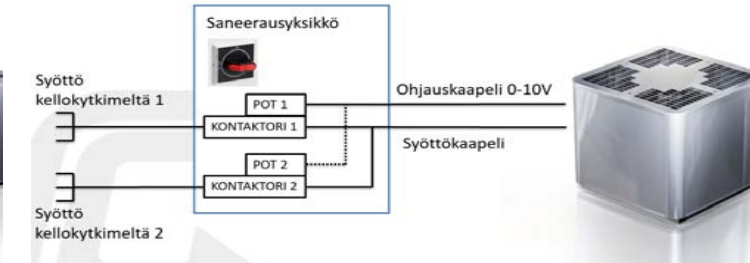 Saneerausyksikkö
Syöttö
kellokytkimeltä 1
POT 1
KONTAKTORI 1
POT 2
KONTAKTORI 2
Ohjauskaapeli 0-10V
Syöttökaapeli
Syöttö
kellokytkimeltä 2